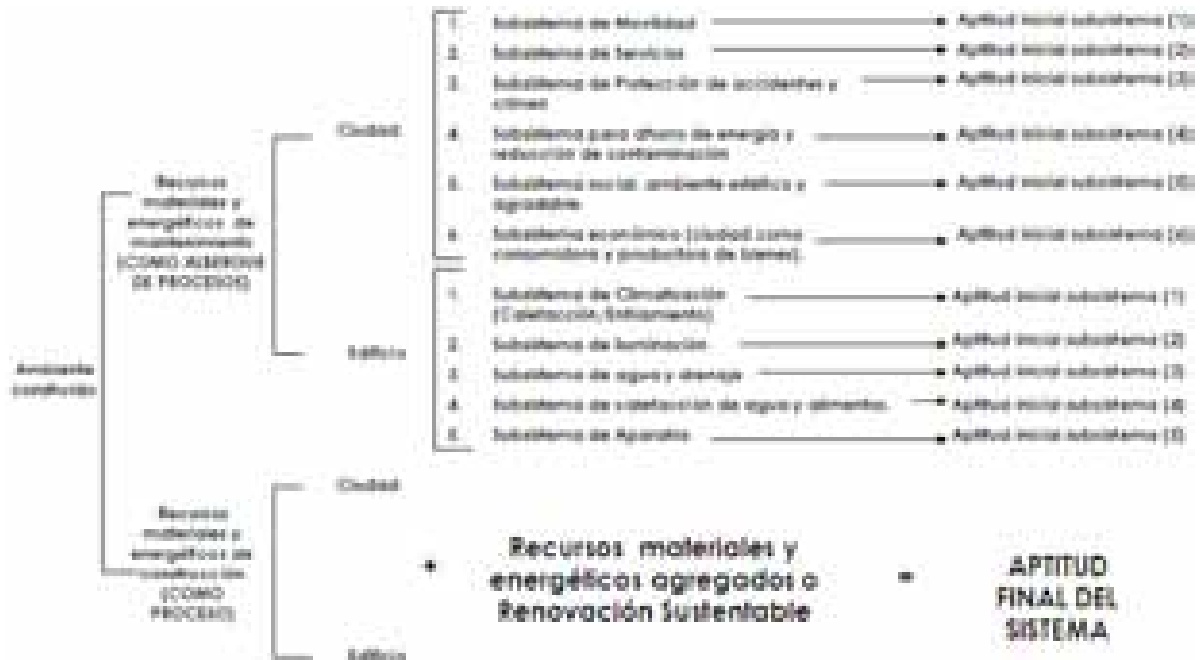 Ambiente
construido
Recursos
materiales y
energéticos de
mantenimiento
(COMO ALBERGUE
DE PROCESOS)
Ciudad
1. Subsistema de Movilidad
Aptitud inicial subsistema (1)
2. Subsistema de Servicios
Aptitud inicial subsistema (2)
3. Subsistema de Protección de accidentes y
crimen
Aptitud inicial subsistema (3)
4. Subsistema para ahorro de energía y
reducción de contaminación
Aptitud inicial subsistema (4)
5. Subsistema social, ambiente estético y
agradable
Aptitud inicial subsistema (5)
6. Subsistema económico (ciudad como
consumidora y productora de bienes)
Aptitud inicial subsistema (6)
Edificio
1. Subsistema de Climatización
(Calefacción/Enfriamiento)
Aptitud inicial subsistema (1)
2. Subsistema de iluminación
Aptitud inicial subsistema (2)
3. Subsistema de agua y drenaje
Aptitud inicial subsistema (3)
4. Subsistema de calefacción de agua y alimentos
Aptitud inicial subsistema (4)
5. Subsistema de Aparatos
Aptitud inicial subsistema (5)
Recursos
materiales y
energéticos de
construcción
(COMO
PROCESO)
Ciudad
Edificio
+
Recursos materiales y
energéticos agregados o
Renovación Sustentable
=
APTITUD
FINAL DEL
SISTEMA